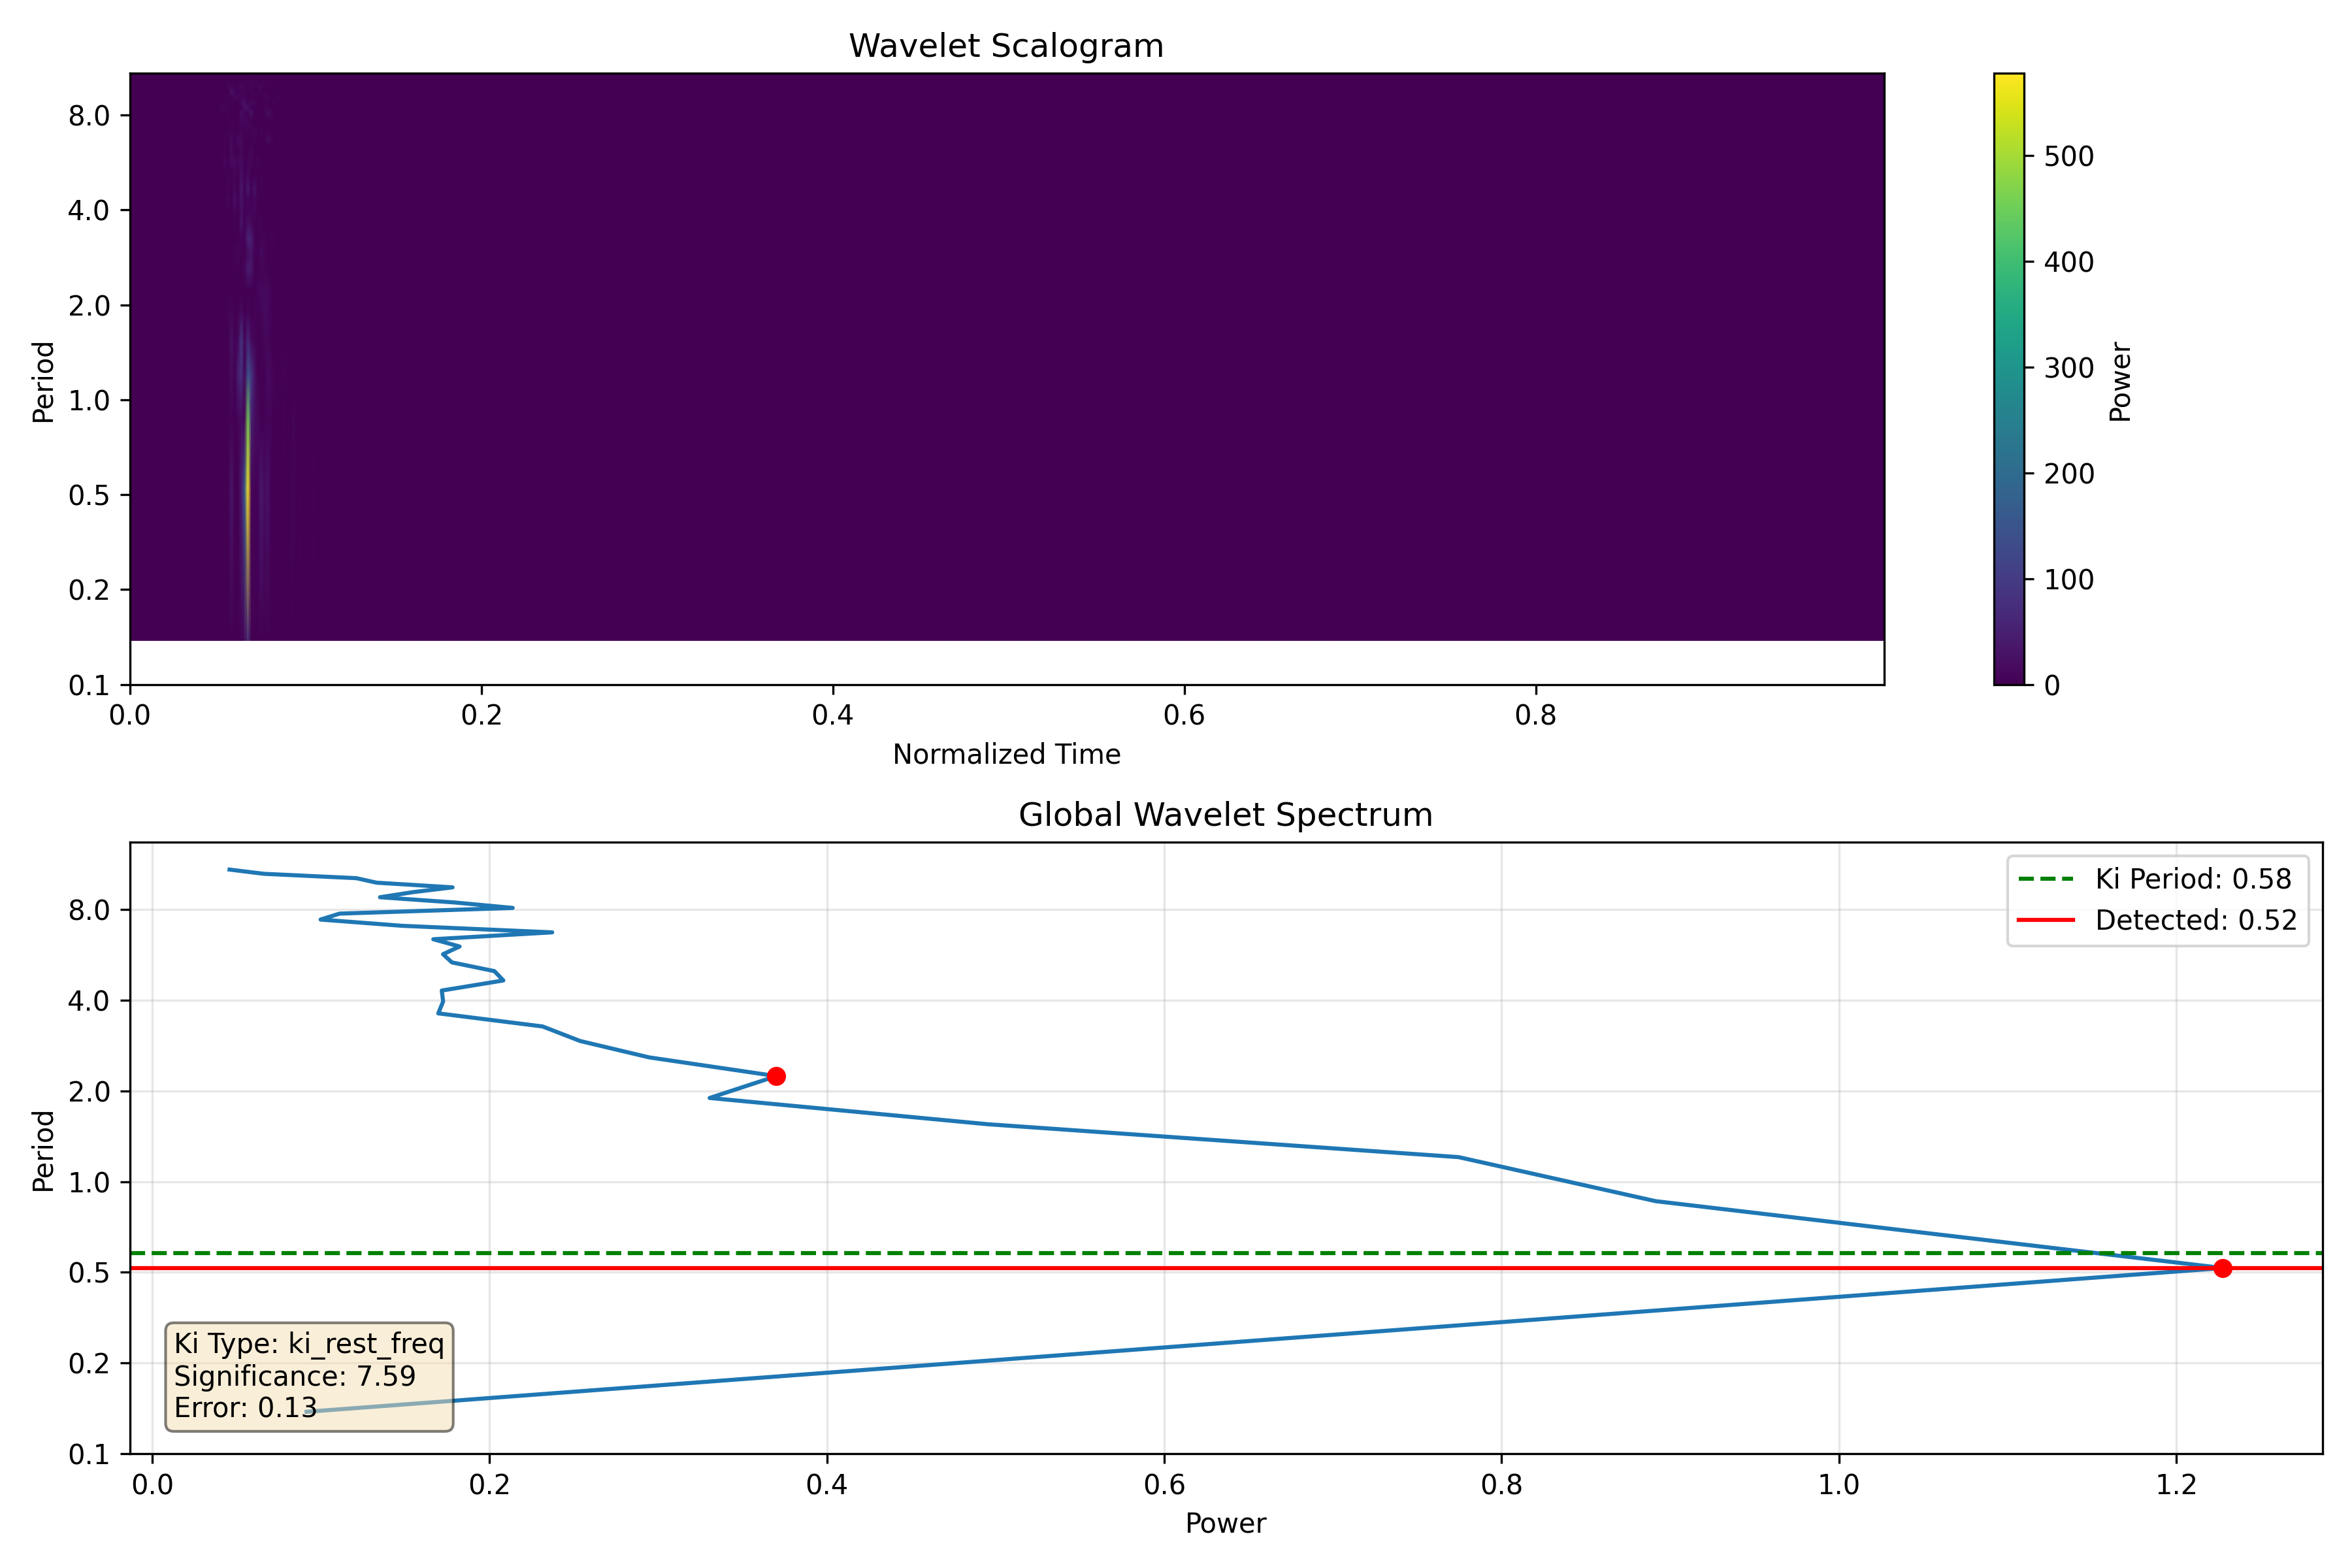 Wavelet Scalogram
8.0
4.0
2.0
1.0
0.5
0.2
0.1
Period
0.0
0.2
0.4
0.6
0.8
Normalized Time
500
400
300
200
100
0
Power
Global Wavelet Spectrum
8.0
4.0
2.0
1.0
0.5
0.2
0.1
Period
Ki Period: 0.58
Detected: 0.52
Ki Type: ki_rest_freq
Significance: 7.59
Error: 0.13
0.0
0.2
0.4
0.6
0.8
1.0
1.2
Power